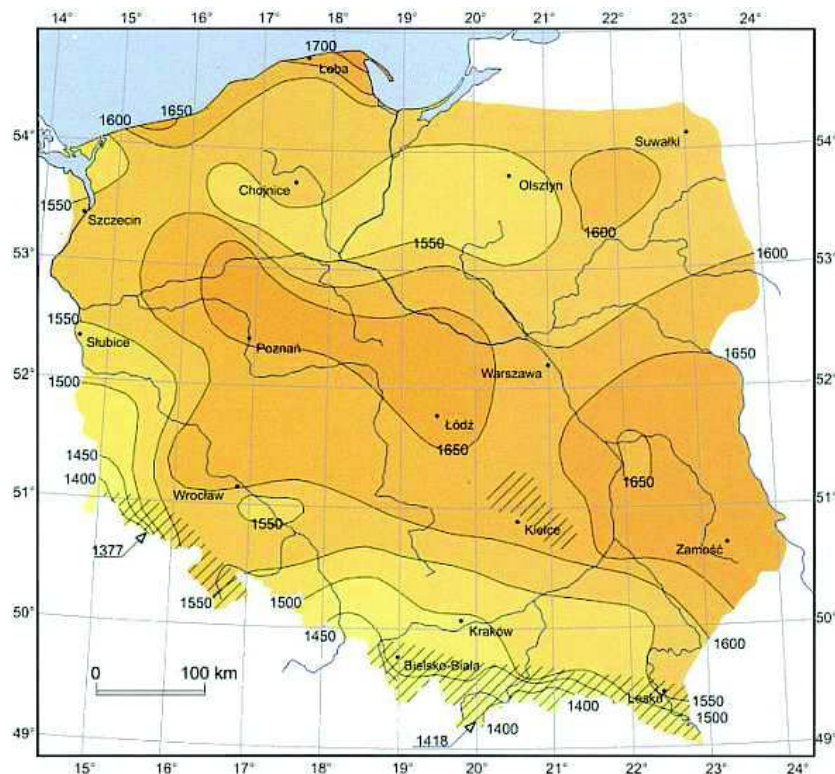 14° 15° 16° 17° 18° 19° 20° 21° 22° 23° 24°
1700
Łeba
1650
1600
54°
54°
Suwałki
Chojnice
Olsztyn
1550
Szczecin
1600
53°
1550
1600
53°
1550
Słubice
Poznań
1650
Warszawa
52°
52°
1500
Łódź
1650
1450
1400
Wrocław
1650
51°
51°
1550
Kielce
1377
Zamość
1550
1500
50°
50°
1450
Kraków
1600
0 100 km
Bielsko-Biała
Lesko
1550
1400
1500
49°
1418
1400
49°
15° 16° 17° 18° 19° 20° 21° 22° 23°